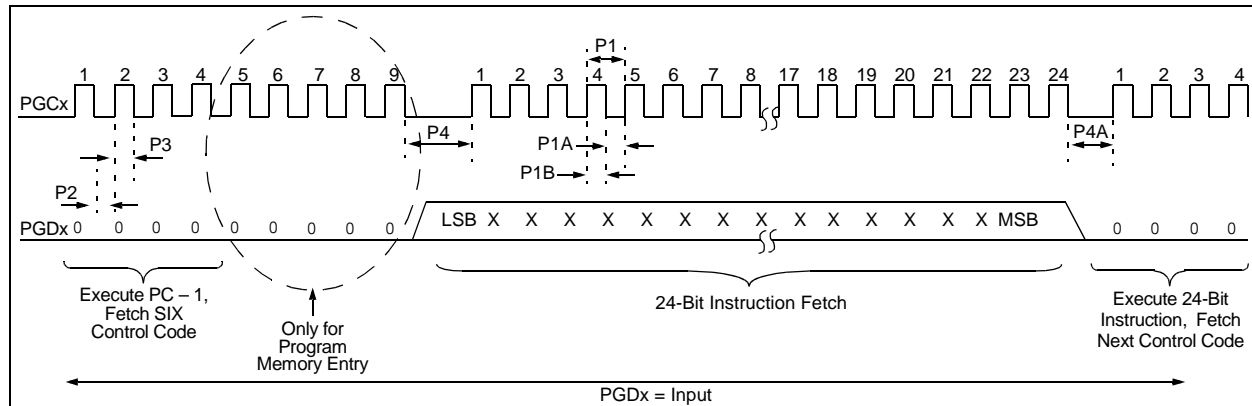 P1
1 2 3 4 5 6 7 8 9 1 2 3 4 5 6 7 8 17 18 19 20 21 22 23 24 1 2 3 4
PGCx
P3 P4 P1A P4A
P1B
P2
PGDx 0 0 0 0 0 0 0 0 0 LSB X X X X X X X X X X X X X MSB 0 0 0 0
Execute PC – 1,
Fetch SIX
Control Code
Only for
Program
Memory Entry
24-Bit Instruction Fetch
Execute 24-Bit
Instruction, Fetch
Next Control Code
PGDx = Input